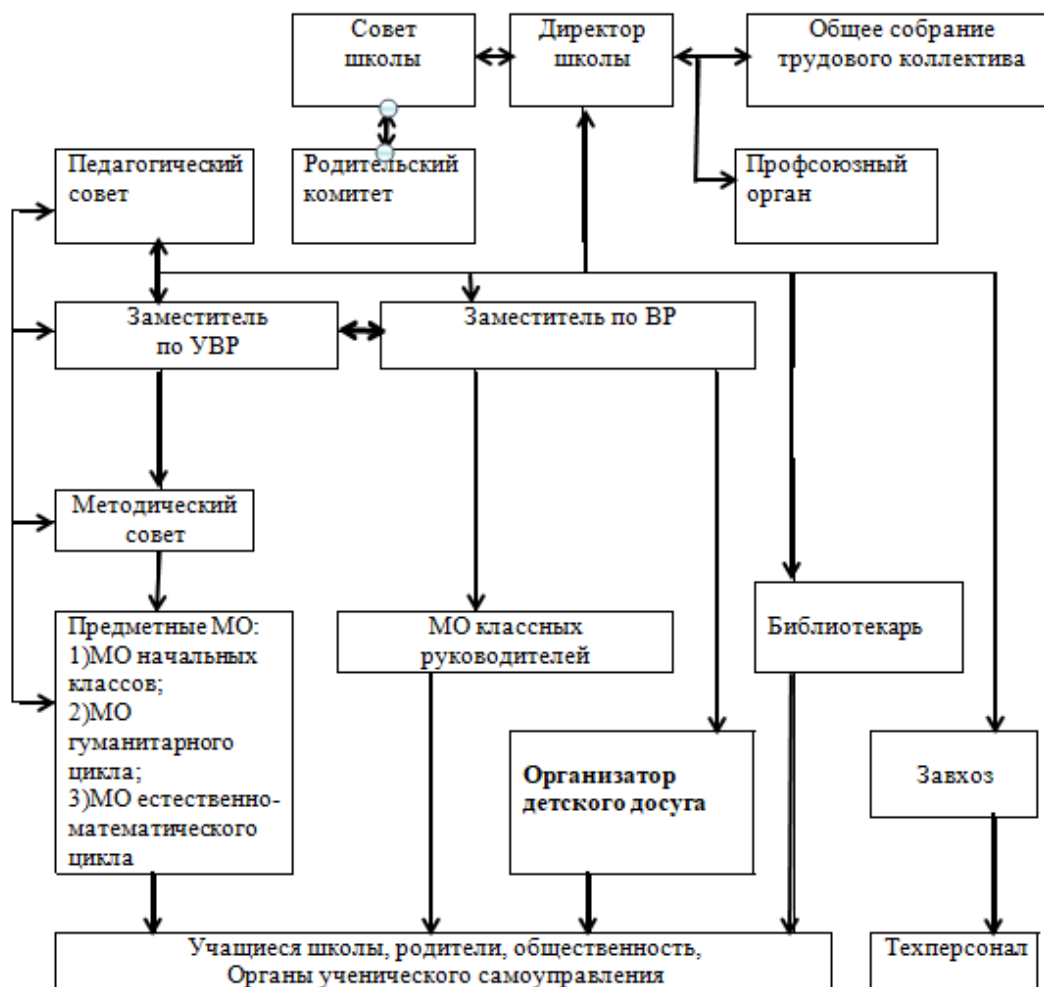 Совет
школы
Директор
школы
Общее собрание
трудового коллектива
Педагогический
совет
Родительский
комитет
Профсоюзный
орган
Заместитель
по УВР
Заместитель по ВР
Методический
совет
Предметные МО:
1)МО начальных
классов;
2)МО
гуманитарного
цикла;
3)МО естественно-
математического
цикла
МО классных
руководителей
Библиотекарь
Организатор
детского досуга
Завхоз
Учащиеся школы, родители, общественность,
Органы ученического самоуправления
Техперсонал